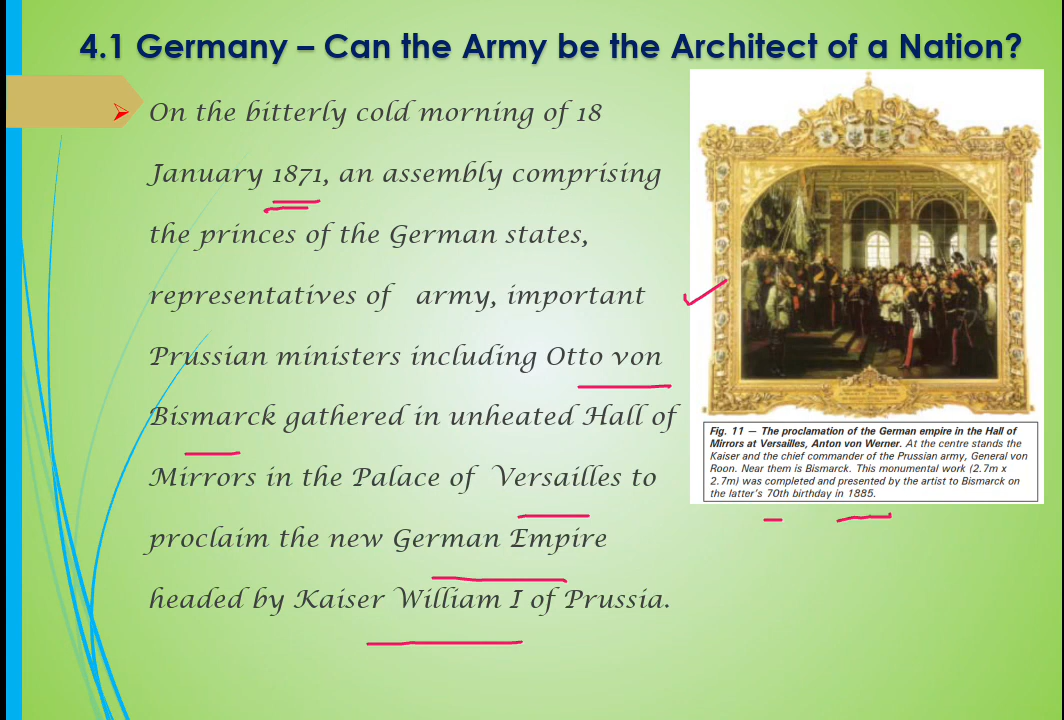 4.1 Germany – Can the Army be the Architect of a Nation?
On the bitterly cold morning of 18
January 1871, an assembly comprising
the princes of the German states,
representatives of army, important
Prussian ministers including Otto von
Bismarck gathered in unheated Hall of
Mirrors in the Palace of Versailles to
proclaim the new German Empire
headed by Kaiser William I of Prussia.
Fig. 11 — The proclamation of the German empire in the Hall of
Mirrors at Versailles, Anton von Werner. At the centre stands the
Kaiser and the chief commander of the Prussian army, General von
Roon. Near them is Bismarck. This monumental work (2.7m x
2.7m) was completed and presented by the artist to Bismarck on
the latter's 70th birthday in 1885.